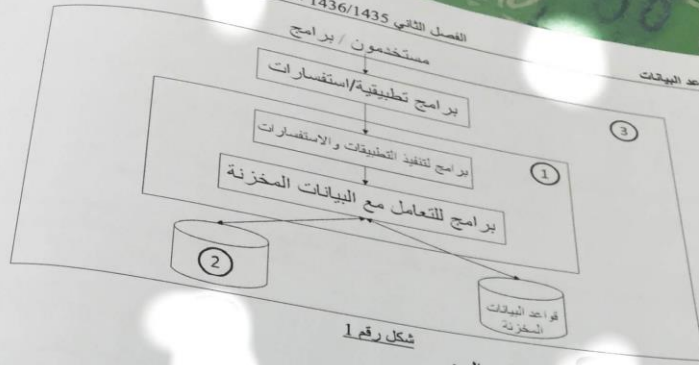 الفصل الثاني 1436/1435
البيانات
مستخدمون / برامج
برامج تطبيقية/استفسارات
3
برامج لتنفيذ التطبيقات والاستفسارات
1
برامج للتعامل مع البيانات المخزنة
2
قواعد البيانات
المخزنة
شكل رقم 1